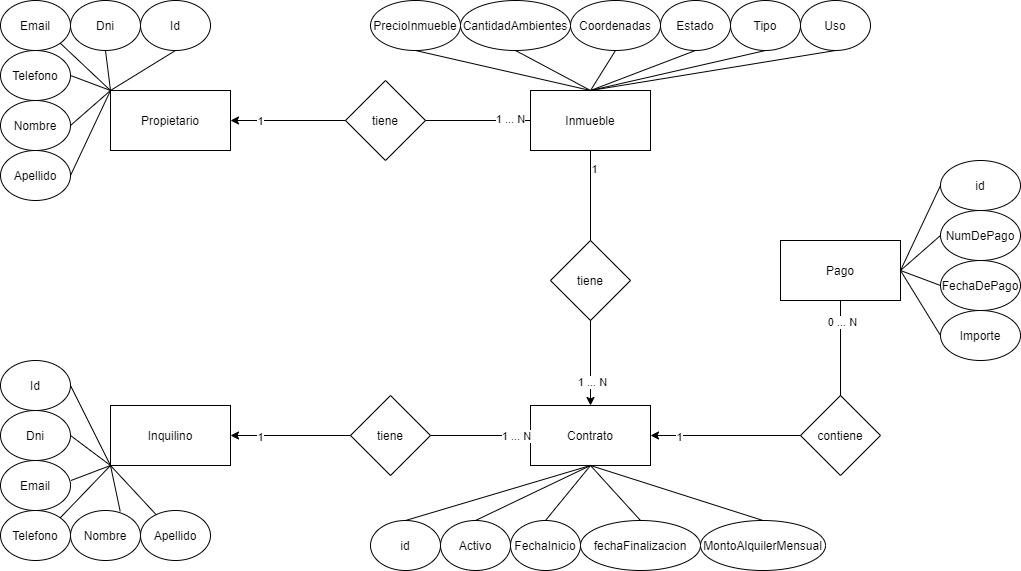 Email
Dni
Id
PrecioInmueble
CantidadAmbientes
Coordenadas
Estado
Tipo
Uso
Telefono
Nombre
Apellido
Propietario
1
tiene
1 ... N
Inmueble
1
tiene
1 ... N
id
NumDePago
FechaDePago
Importe
Pago
0 ... N
Id
Dni
Email
Telefono
Nombre
Apellido
Inquilino
1
tiene
1 ... N
Contrato
1
contiene
id
Activo
FechaInicio
fechaFinalizacion
MontoAlquilerMensual